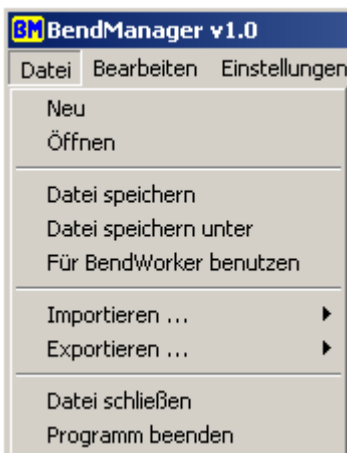 BM BendManager v1.0
Datei Bearbeiten Einstellungen
Neu
Öffnen
Datei speichern
Datei speichern unter
Für BendWorker benutzen
Importieren ...
Exportieren ...
Datei schließen
Programm beenden